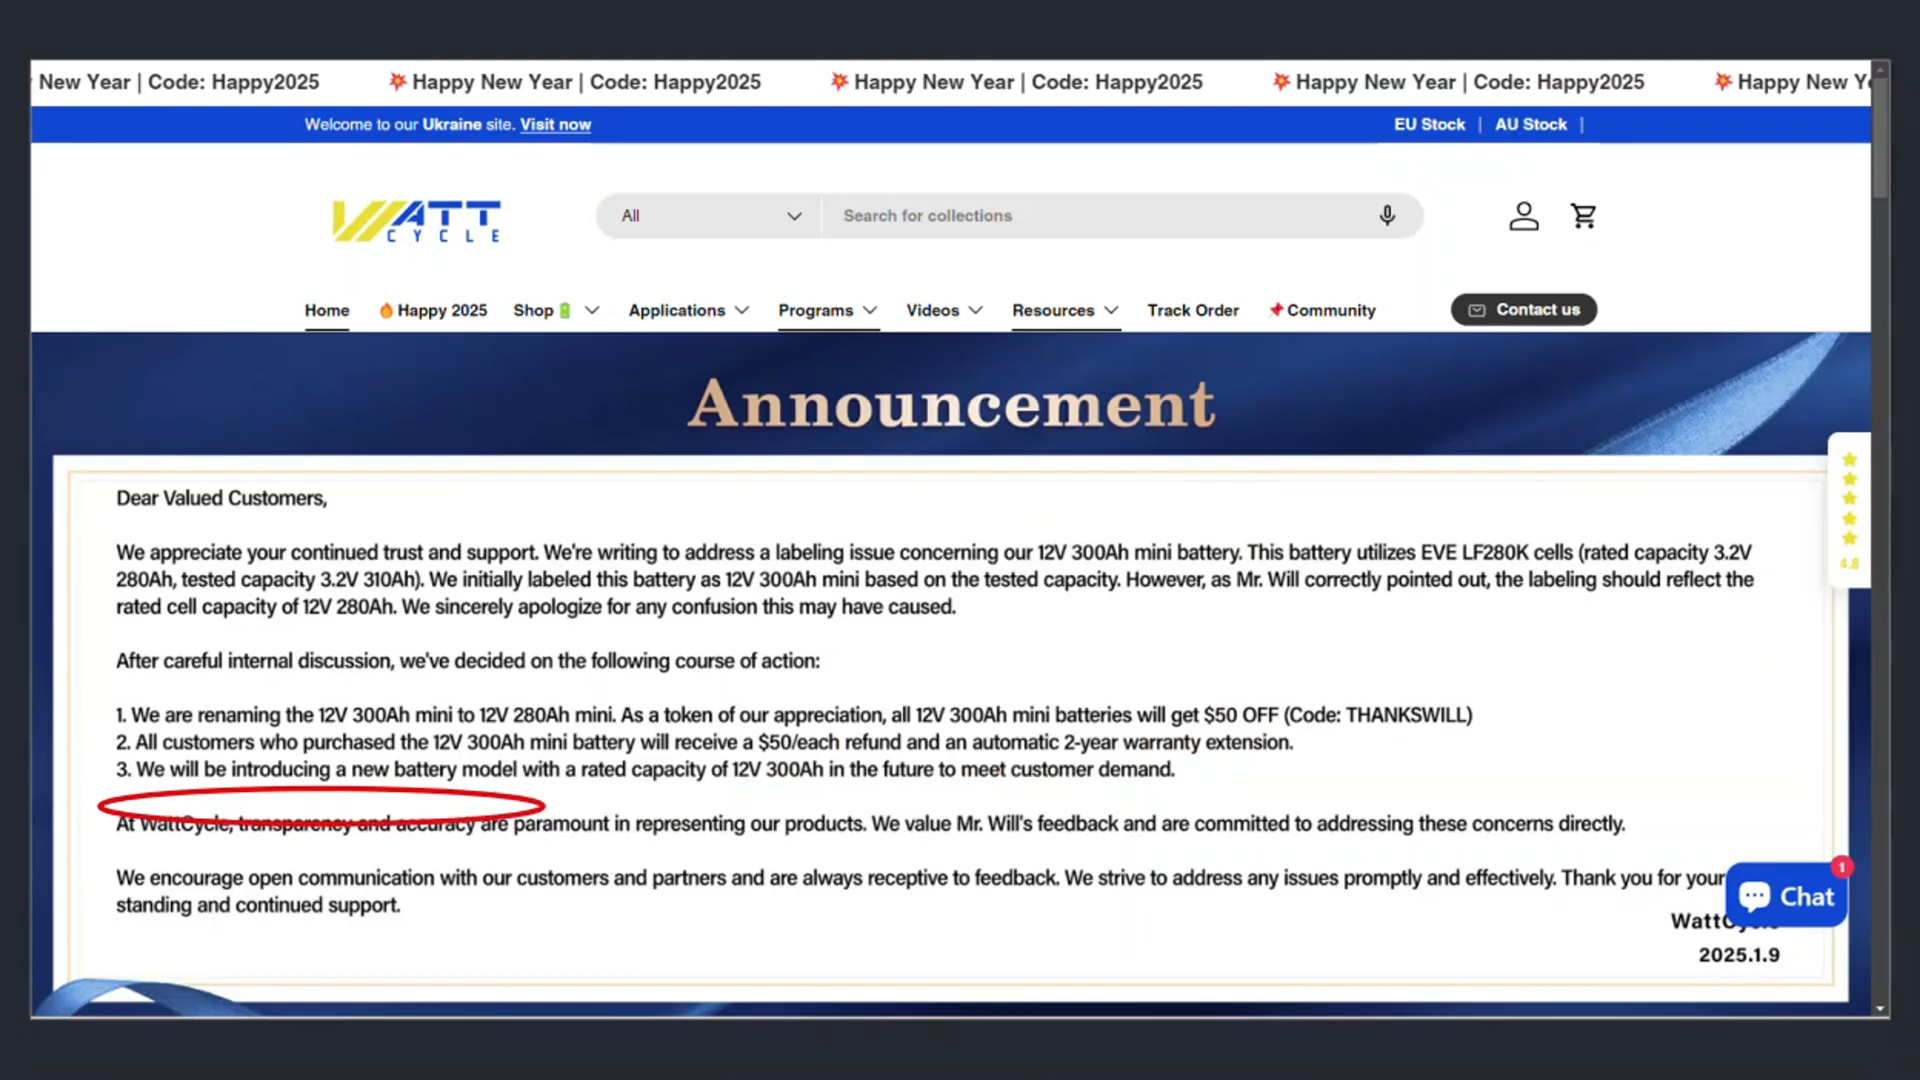 New Year | Code: Happy2025 💥 Happy New Year | Code: Happy2025 💥 Happy New Year | Code: Happy2025 💥 Happy New Year | Code: Happy2025 💥 Happy New
Welcome to our Ukraine site. Visit now
EU Stock | AU Stock |
WATT
CYCLE
All
Search for collections
Home
🔥 Happy 2025
Shop🔋
Applications
Programs
Videos
Resources
Track Order
📌 Community
Contact us
Announcement
4.8
Dear Valued Customers,
We appreciate your continued trust and support. We're writing to address a labeling issue concerning our 12V 300Ah mini battery. This battery utilizes EVE LF280K cells (rated capacity 3.2V
280Ah, tested capacity 3.2V 310Ah). We initially labeled this battery as 12V 300Ah mini based on the tested capacity. However, as Mr. Will correctly pointed out, the labeling should reflect the
rated cell capacity of 12V 280Ah. We sincerely apologize for any confusion this may have caused.
After careful internal discussion, we've decided on the following course of action:
1. We are renaming the 12V 300Ah mini to 12V 280Ah mini. As a token of our appreciation, all 12V 300Ah mini batteries will get $50 OFF (Code: THANKSWILL)
2. All customers who purchased the 12V 300Ah mini battery will receive a $50/each refund and an automatic 2-year warranty extension.
3. We will be introducing a new battery model with a rated capacity of 12V 300Ah in the future to meet customer demand.
At WattCycle, transparency and accuracy are paramount in representing our products. We value Mr. Will's feedback and are committed to addressing these concerns directly.
We encourage open communication with our customers and partners and are always receptive to feedback. We strive to address any issues promptly and effectively. Thank you for your
standing and continued support.
1
Chat
WattCycle
2025.1.9